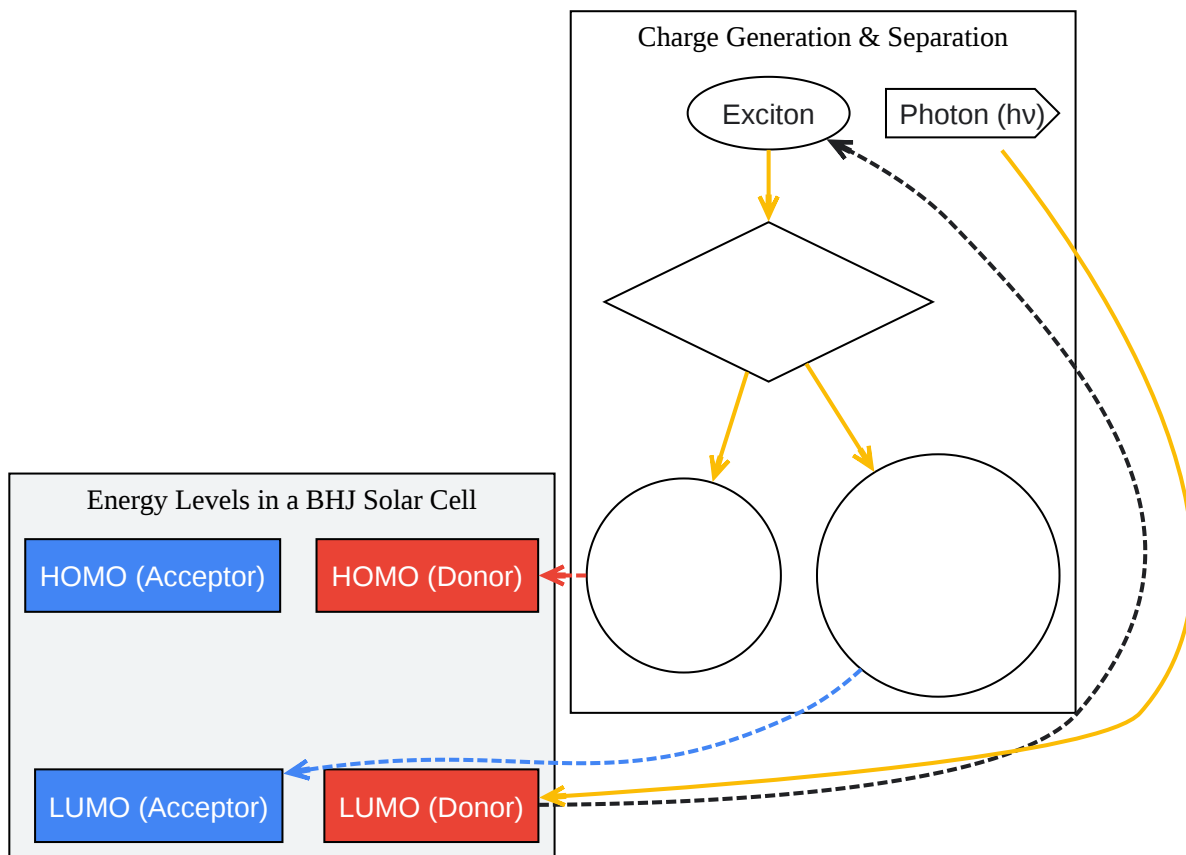 Charge Generation & Separation
Exciton
Photon (hν)
Energy Levels in a BHJ Solar Cell
HOMO (Acceptor)
HOMO (Donor)
LUMO (Acceptor)
LUMO (Donor)